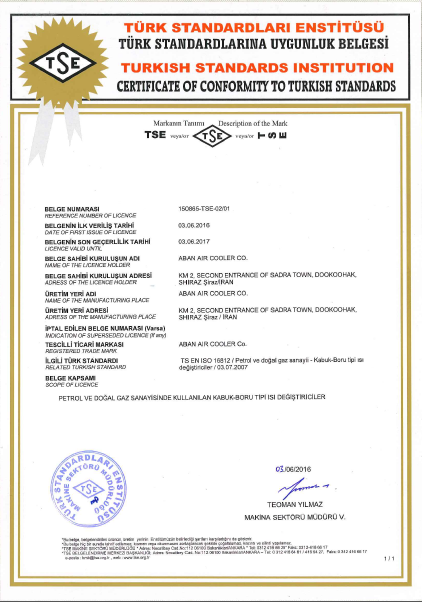 TSE
TÜRK STANDARDLARI ENSTİTÜSÜ
TÜRK STANDARDLARINA UYGUNLUK BELGESİ
TURKISH STANDARDS INSTITUTION
CERTIFICATE OF CONFORMITY TO TURKISH STANDARDS
Markanın Tanımı Description of the Mark
TSE veya/or TSE veya/or TSE
BELGE NUMARASI 150865-TSE-02/01
REFERENCE NUMBER OF LICENCE
BELGENİN İLK VERİLİŞ TARİHİ 03.06.2016
DATE OF FIRST ISSUE OF LICENCE
BELGENİN SON GEÇERLİLİK TARİHİ 03.06.2017
LICENCE VALID UNTIL
BELGE SAHİBİ KURULUŞUN ADI ABAN AIR COOLER CO.
NAME OF THE LICENCE HOLDER
BELGE SAHİBİ KURULUŞUN ADRESİ KM 2, SECOND ENTRANCE OF SADRA TOWN, DOOKOOHAK,
ADRESS OF THE LICENCE HOLDER SHIRAZ Şiraz/İRAN
ÜRETİM YERİ ADI ABAN AIR COOLER CO.
NAME OF THE MANUFACTURING PLACE
ÜRETİM YERİ ADRESİ KM 2, SECOND ENTRANCE OF SADRA TOWN, DOOKOOHAK,
ADRESS OF THE MANUFACTURING PLACE SHIRAZ Şiraz / İRAN
İPTAL EDİLEN BELGE NUMARASI (Varsa)
INDICATION OF SUPERSEDED LICENCE (If any)
TESCİLLİ TİCARİ MARKASI ABAN AIR COOLER CO.
REGISTERED TRADE MARK
İLGİLİ TÜRK STANDARDI TS EN ISO 16812 / Petrol ve doğal gaz sanayii - Kabuk-Boru tipi ısı
RELATED TURKISH STANDARD değiştiriciler / 03.07.2007
BELGE KAPSAMI
SCOPE OF LICENCE
PETROL VE DOĞAL GAZ SANAYİSİNDE KULLANILAN KABUK-BORU TİPİ ISI DEĞİŞTİRİCİLER
TÜRK STANDARDLARI ENSTİTÜSÜ
MAKİNE SEKTÖRÜ MÜDÜRLÜĞÜ
TSE
03/06/2016
TEOMAN YILMAZ
MAKİNA SEKTÖRÜ MÜDÜRÜ V.
1 / 1